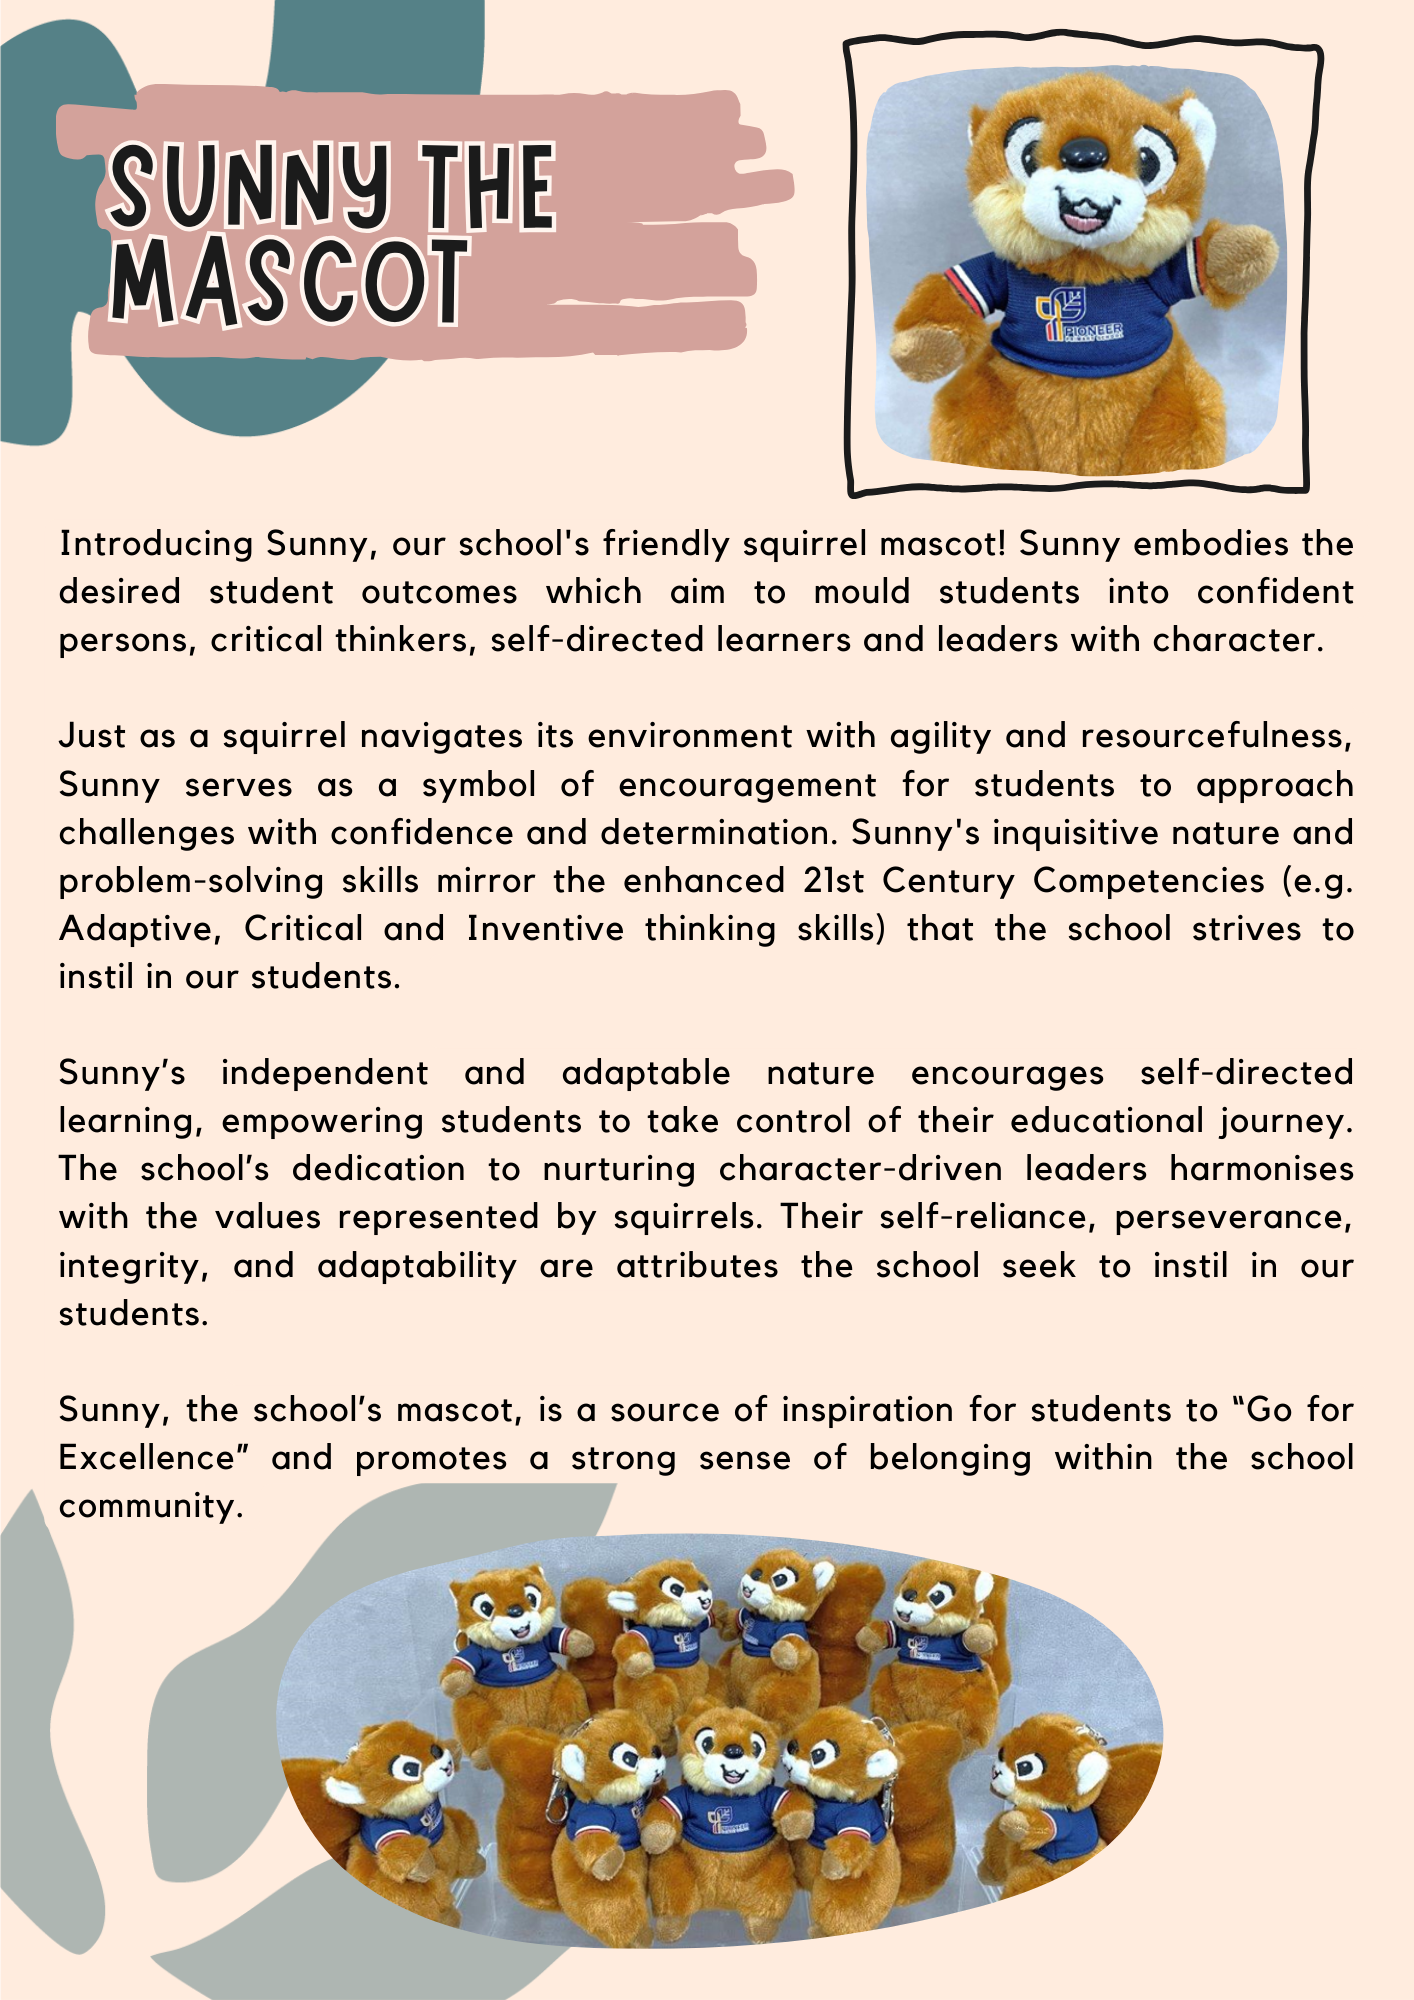 SUNNY THE
MASCOT
PIONEER
PRIMARY SCHOOL
Introducing Sunny, our school's friendly squirrel mascot! Sunny embodies the
desired student outcomes which aim to mould students into confident
persons, critical thinkers, self-directed learners and leaders with character.
Just as a squirrel navigates its environment with agility and resourcefulness,
Sunny serves as a symbol of encouragement for students to approach
challenges with confidence and determination. Sunny's inquisitive nature and
problem-solving skills mirror the enhanced 21st Century Competencies (e.g.
Adaptive, Critical and Inventive thinking skills) that the school strives to
instil in our students.
Sunny’s independent and adaptable nature encourages self-directed
learning, empowering students to take control of their educational journey.
The school’s dedication to nurturing character-driven leaders harmonises
with the values represented by squirrels. Their self-reliance, perseverance,
integrity, and adaptability are attributes the school seek to instil in our
students.
Sunny, the school’s mascot, is a source of inspiration for students to “Go for
Excellence” and promotes a strong sense of belonging within the school
community.